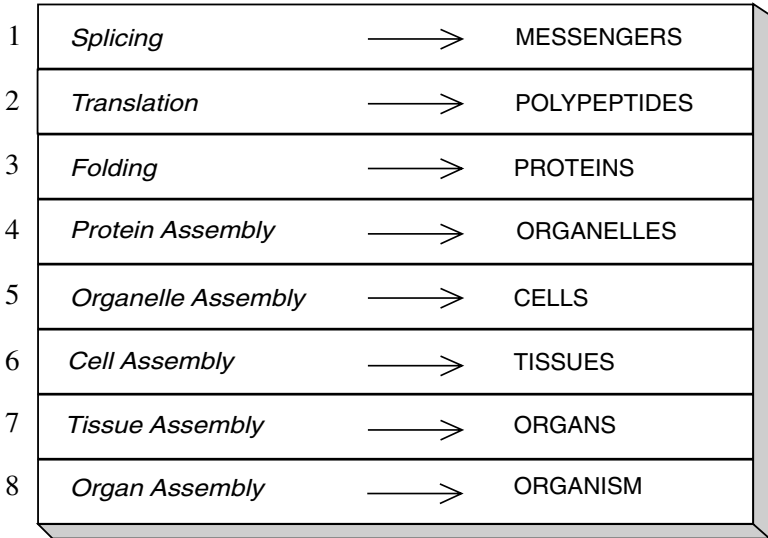 1 Splicing → MESSENGERS
2 Translation → POLYPEPTIDES
3 Folding → PROTEINS
4 Protein Assembly → ORGANELLES
5 Organelle Assembly → CELLS
6 Cell Assembly → TISSUES
7 Tissue Assembly → ORGANS
8 Organ Assembly → ORGANISM